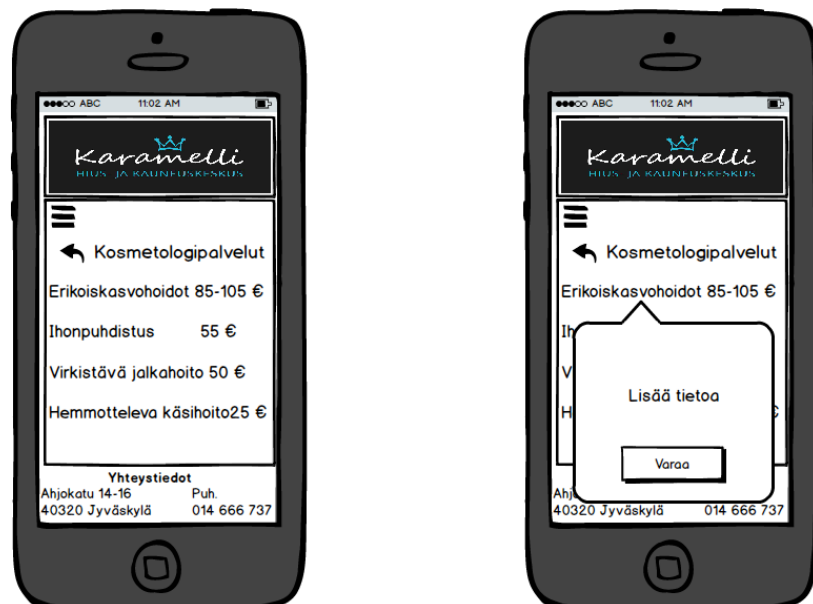 ABC 11:02 AM
Karamelli
HIUS- JA KAUNEUSKESKUS
Kosmetologipalvelut
Erikoiskasvohoidot 85-105 €
Ihonpuhdistus 55 €
Virkistävä jalkahoito 50 €
Hemmotteleva käsihoito25 €
Yhteystiedot
Ahjokatu 14-16 Puh.
40320 Jyväskylä 014 666 737
ABC 11:02 AM
Karamelli
HIUS- JA KAUNEUSKESKUS
Kosmetologipalvelut
Erikoiskasvohoidot 85-105 €
Ih
V
H €
Lisää tietoa
Varaa
Ahj
40320 Jyväskylä 014 666 737